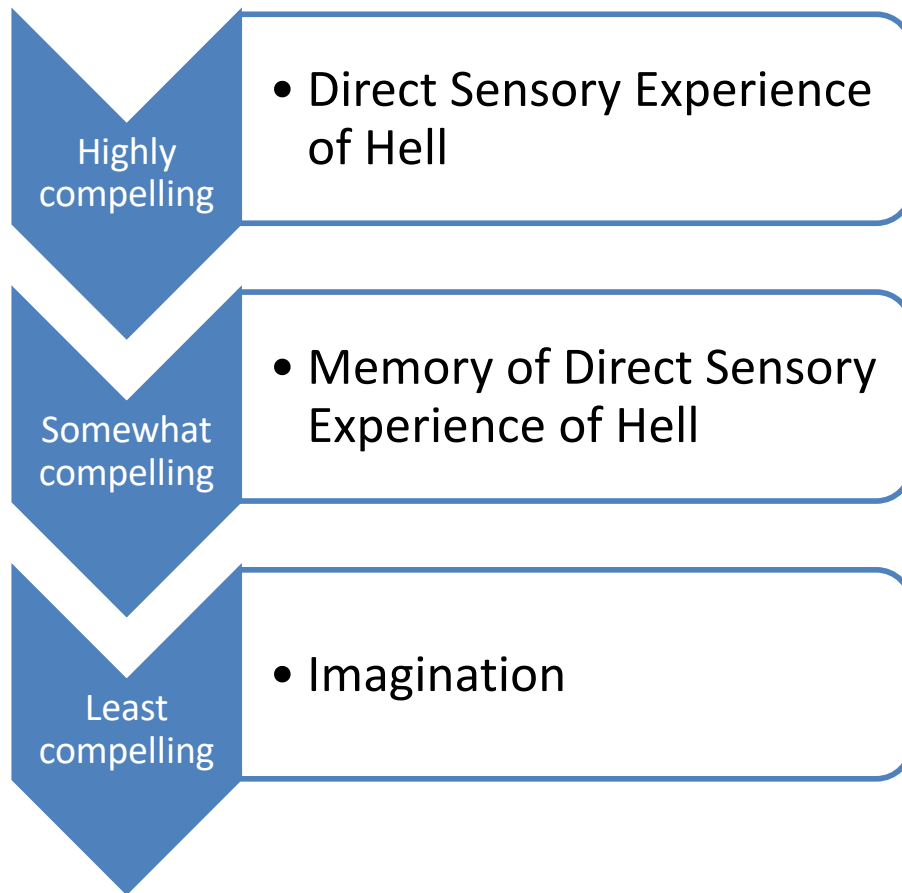 Highly
compelling
• Direct Sensory Experience
of Hell
Somewhat
compelling
• Memory of Direct Sensory
Experience of Hell
Least
compelling
• Imagination